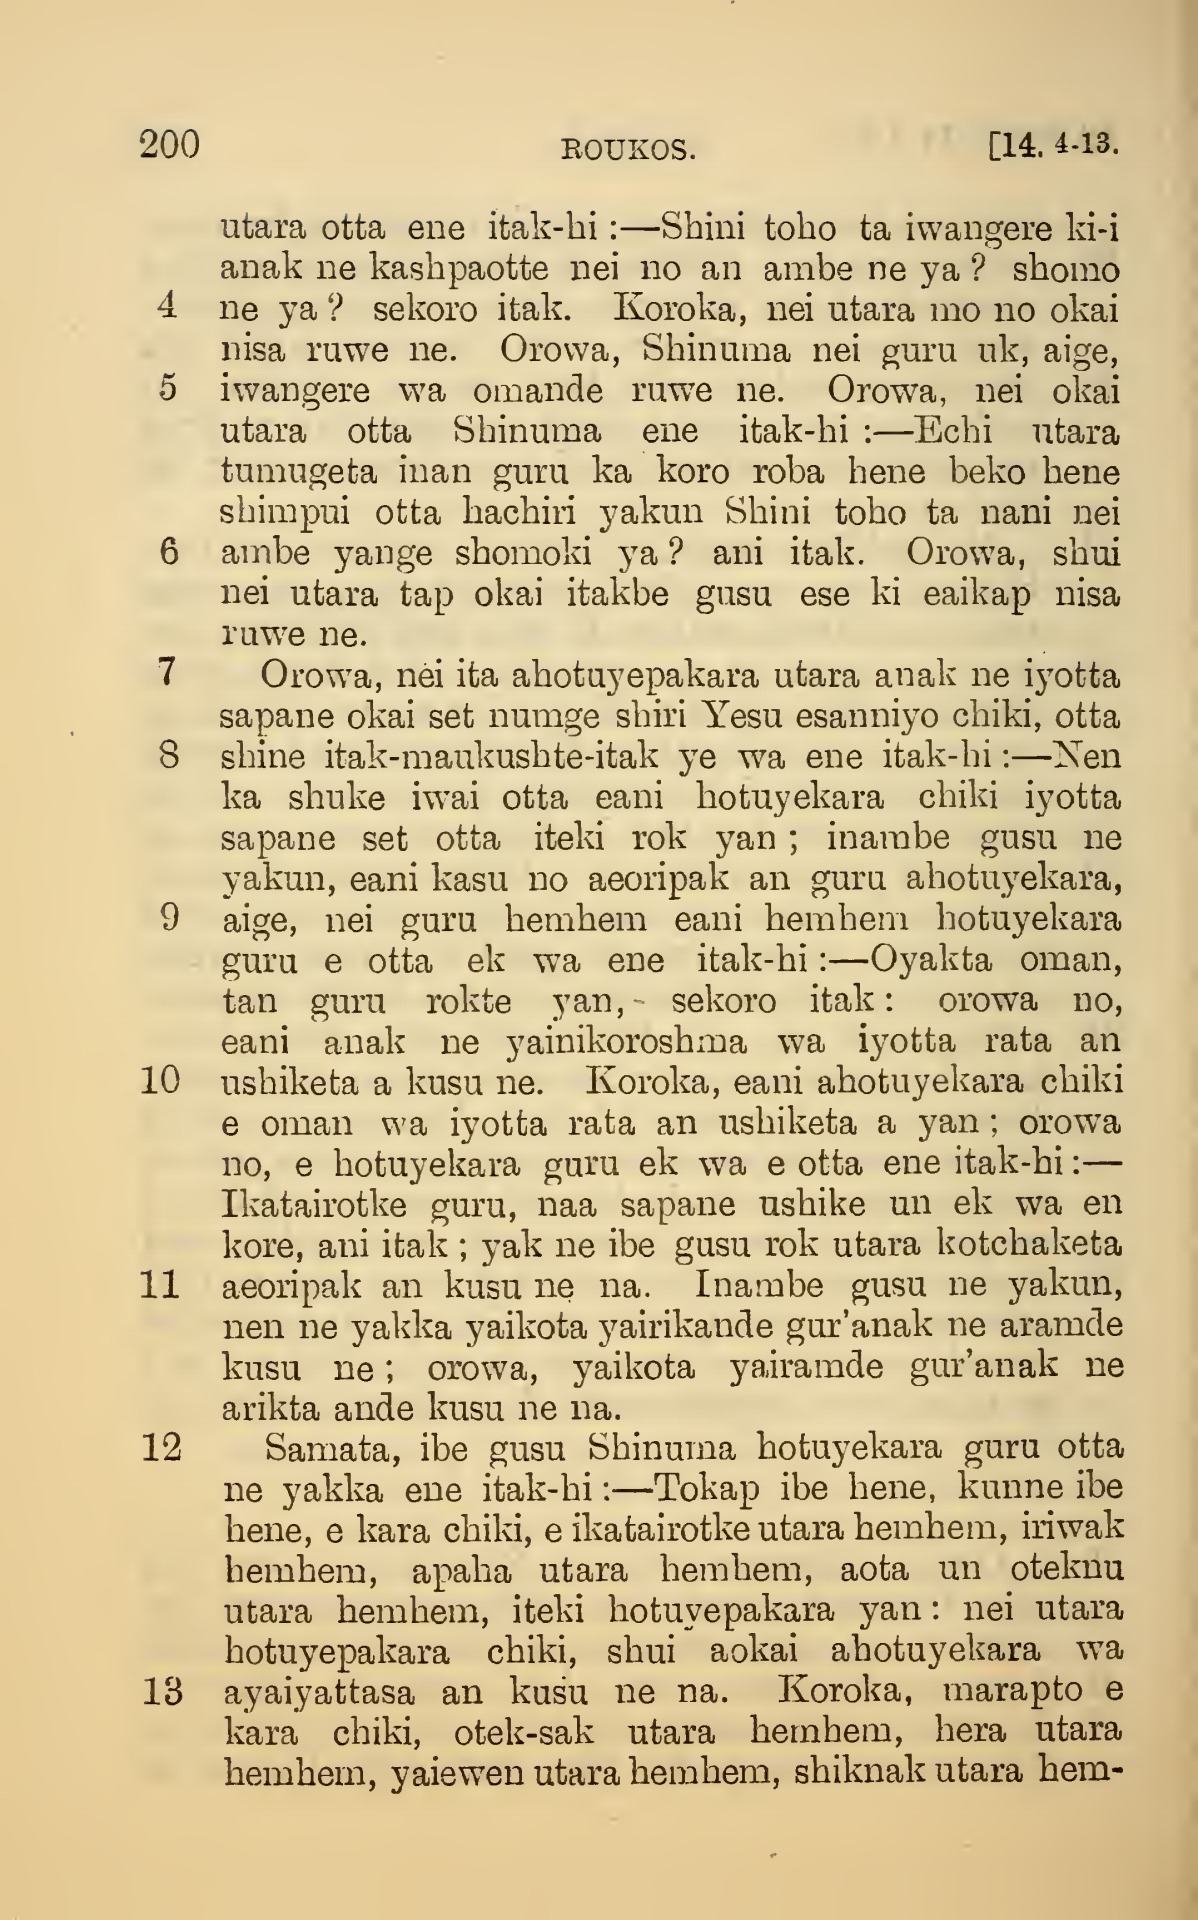 200 ROUKOS. [14. 4-13.
utara otta ene itak-hi :—Shini toho ta iwangere ki-i
anak ne kashpaotte nei no an ambe ne ya ? shomo
4 ne ya ? sekoro itak. Koroka, nei utara mo no okai
nisa ruwe ne. Orowa, Shinuma nei guru uk, aige,
5 iwangere wa omande ruwe ne. Orowa, nei okai
utara otta Shinuma ene itak-hi :—Echi utara
tumugeta inan guru ka koro roba hene beko hene
shimpui otta hachiri yakun Shini toho ta nani nei
6 ambe yange shomoki ya ? ani itak. Orowa, shui
nei utara tap okai itakbe gusu ese ki eaikap nisa
ruwe ne.
7 Orowa, nei ita ahotuyepakara utara anak ne iyotta
sapane okai set numge shiri Yesu esanniyo chiki, otta
8 shine itak-maukushte-itak ye wa ene itak-hi :—Nen
ka shuke iwai otta eani hotuyekara chiki iyotta
sapane set otta iteki rok yan ; inambe gusu ne
yakun, eani kasu no aeoripak an guru ahotuyekara,
9 aige, nei guru hemhem eani hemhem hotuyekara
guru e otta ek wa ene itak-hi :—Oyakta oman,
tan guru rokte yan, - sekoro itak : orowa no,
eani anak ne yainikoroshma wa iyotta rata an
10 ushiketa a kusu ne. Koroka, eani ahotuyekara chiki
e oman wa iyotta rata an ushiketa a yan ; orowa
no, e hotuyekara guru ek wa e otta ene itak-hi :—
Ikatairotke guru, naa sapane ushike un ek wa en
kore, ani itak ; yak ne ibe gusu rok utara kotchaketa
11 aeoripak an kusu ne na. Inambe gusu ne yakun,
nen ne yakka yaikota yairikande gur'anak ne aramde
kusu ne ; orowa, yaikota yairamde gur'anak ne
arikta ande kusu ne na.
12 Samata, ibe gusu Shinuma hotuyekara guru otta
ne yakka ene itak-hi :—Tokap ibe hene, kunne ibe
hene, e kara chiki, e ikatairotke utara hemhem, iriwak
hemhem, apaha utara hemhem, aota un oteknu
utara hemhem, iteki hotuyepakara yan : nei utara
hotuyepakara chiki, shui aokai ahotuyekara wa
13 ayaiyattasa an kusu ne na. Koroka, marapto e
kara chiki, otek-sak utara hemhem, hera utara
hemhem, yaiewen utara hemhem, shiknak utara hem-